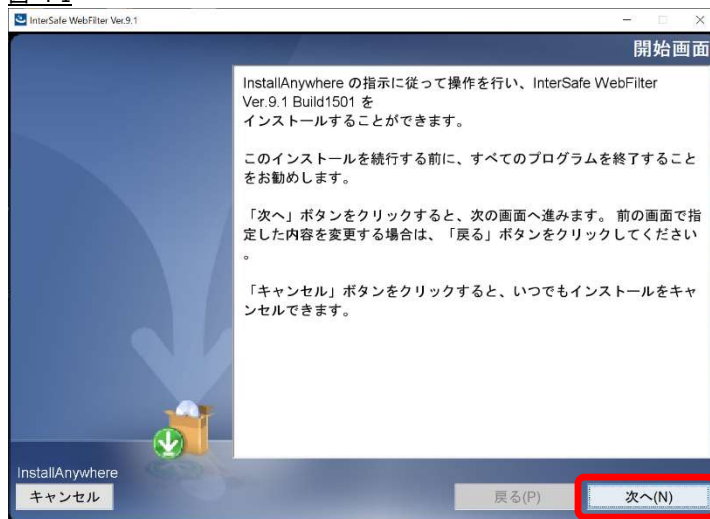 InterSafe WebFilter Ver.9.1
開始画面
InstallAnywhere の指示に従って操作を行い、InterSafe WebFilter
Ver.9.1 Build1501 を
インストールすることができます。
このインストールを続行する前に、すべてのプログラムを終了すること
をお勧めします。
「次へ」ボタンをクリックすると、次の画面へ進みます。 前の画面で指
定した内容を変更する場合は、「戻る」ボタンをクリックしてください
。
「キャンセル」ボタンをクリックすると、いつでもインストールをキャ
ンセルできます。
InstallAnywhere
キャンセル
戻る(P)
次へ(N)